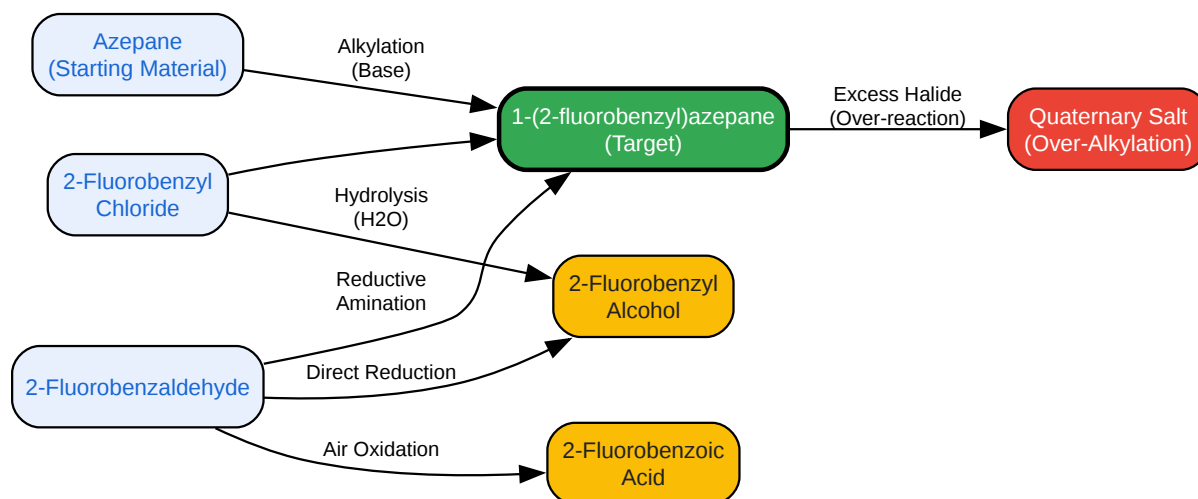 Azepane
(Starting Material)
Alkylation
(Base)
1-(2-fluorobenzyl)azepane
(Target)
Excess Halide
(Over-reaction)
Quaternary Salt
(Over-Alkylation)
2-Fluorobenzyl
Chloride
Hydrolysis
(H2O)
Reductive
Amination
2-Fluorobenzyl
Alcohol
2-Fluorobenzaldehyde
Direct Reduction
Air Oxidation
2-Fluorobenzoic
Acid